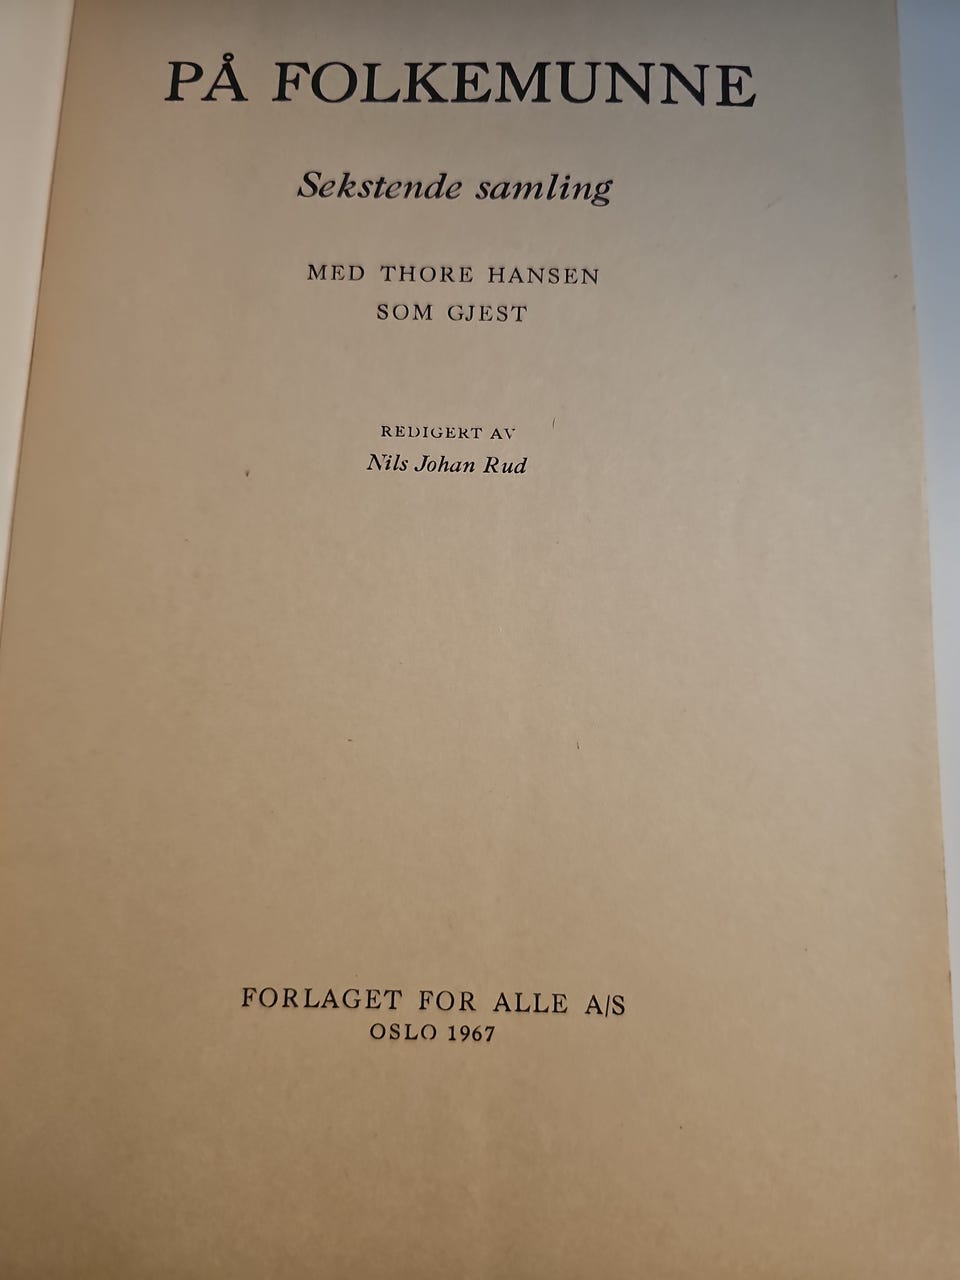 PÅ FOLKEMUNNE
Sekstende samling
MED THORE HANSEN
SOM GJEST
REDIGERT AV
Nils Johan Rud
FORLAGET FOR ALLE A/S
OSLO 1967